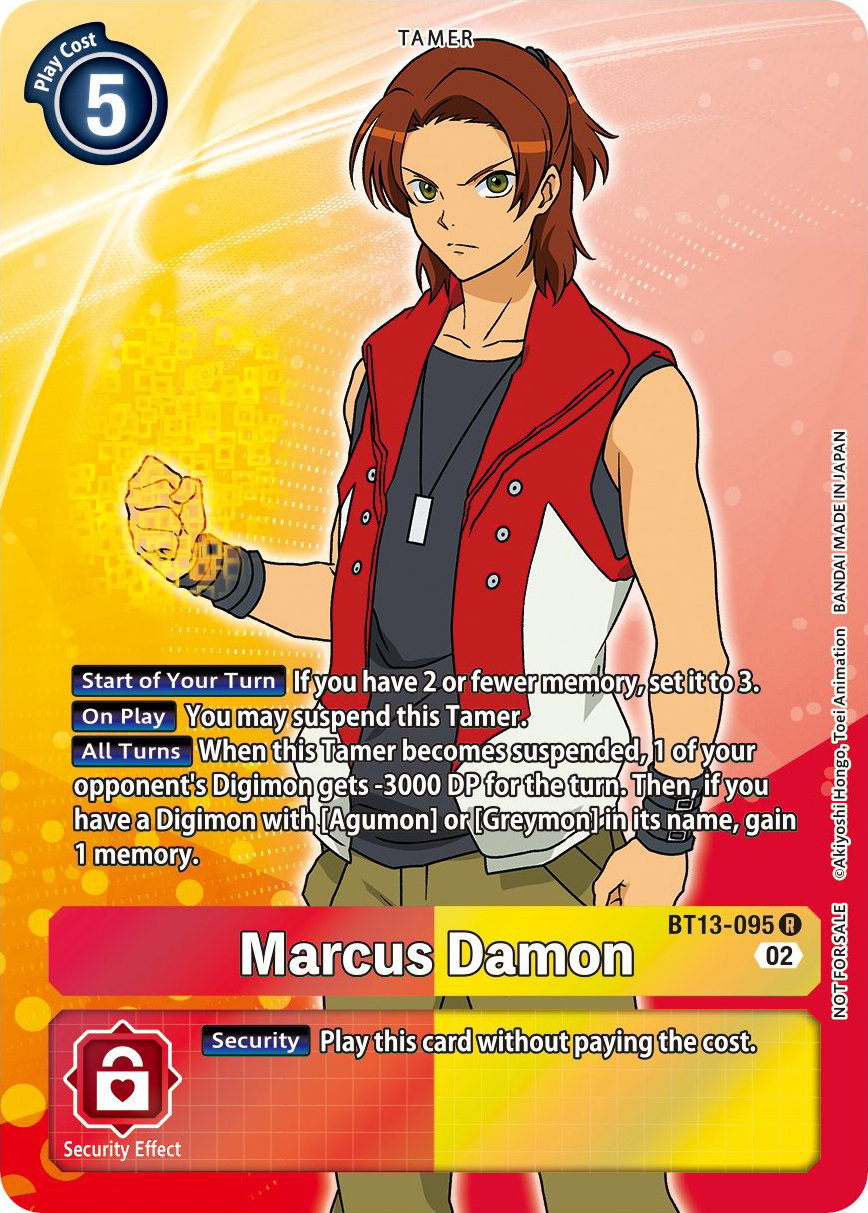 TAMER
Play Cost
5
Start of Your Turn If you have 2 or fewer memory, set it to 3.
On Play You may suspend this Tamer.
All Turns When this Tamer becomes suspended, 1 of your
opponent's Digimon gets -3000 DP for the turn. Then, if you
have a Digimon with [Agumon] or [Greymon] in its name, gain
1 memory.
©Akiyoshi Hongo, Toei Animation BANDAI MADE IN JAPAN
NOT FOR SALE
BT13-095 R
Marcus Damon
02
Security Play this card without paying the cost.
Security Effect